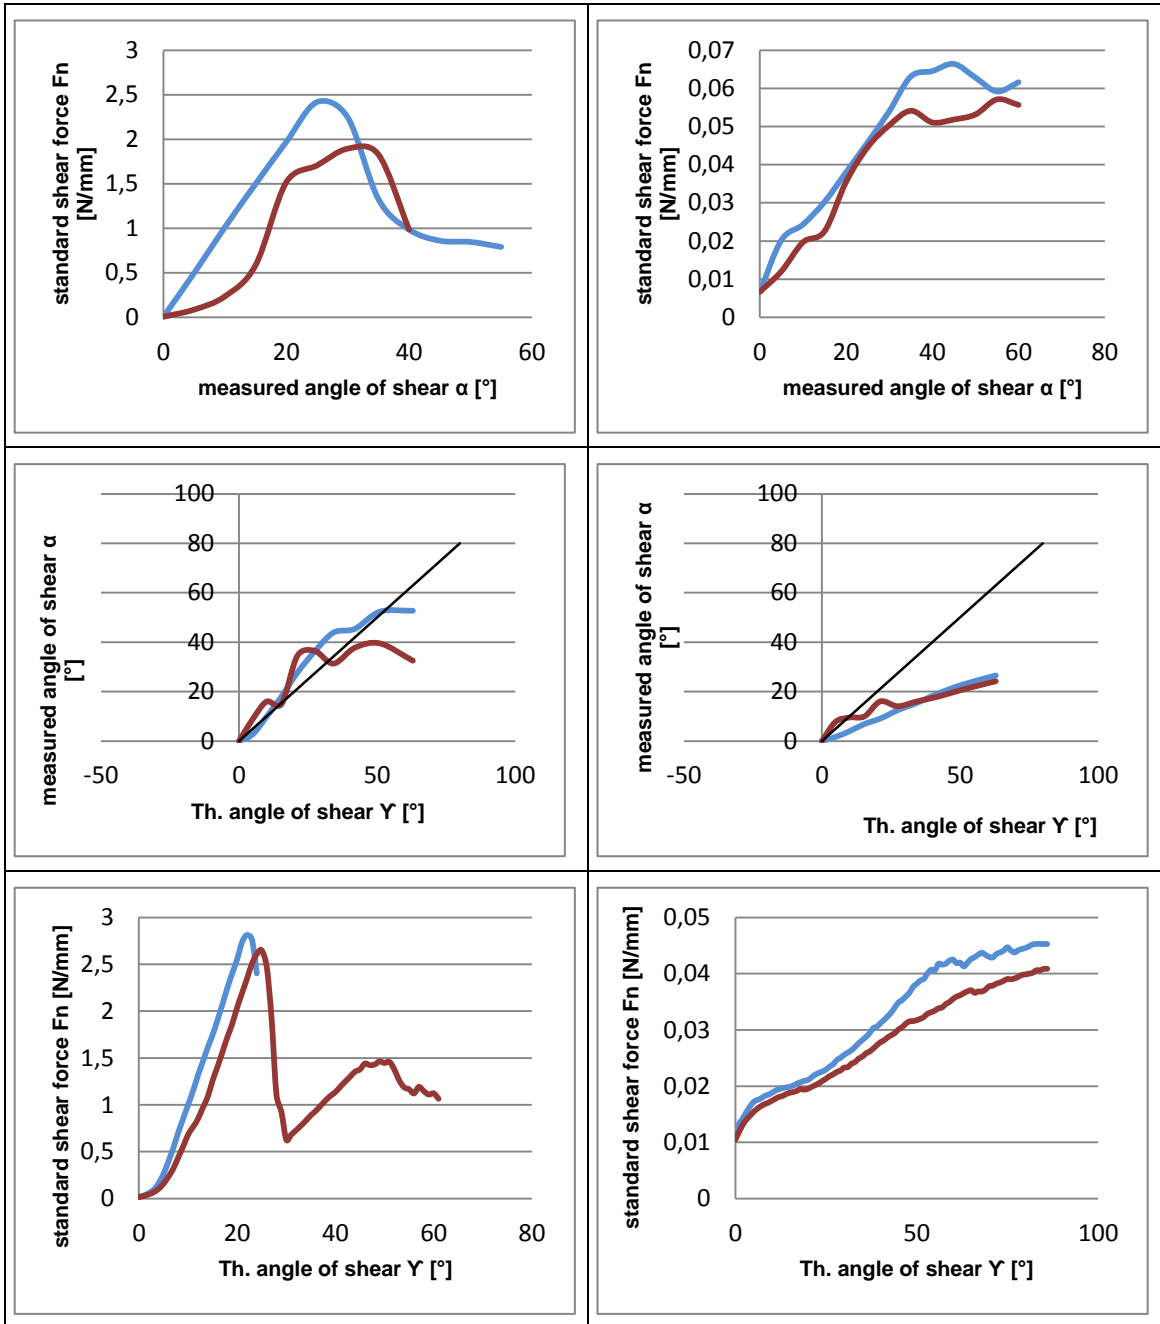 standard shear force Fn
[N/mm]
3
2,5
2
1,5
1
0,5
0
0 20 40 60
measured angle of shear α [°]
standard shear force Fn
[N/mm]
0,07
0,06
0,05
0,04
0,03
0,02
0,01
0
0 20 40 60 80
measured angle of shear α [°]
measured angle of shear α
[°]
100
80
60
40
20
0
-50 0 50 100
Th. angle of shear ϒ [°]
measured angle of shear α
[°]
100
80
60
40
20
0
-50 0 50 100
Th. angle of shear ϒ [°]
standard shear force Fn [N/mm]
3
2,5
2
1,5
1
0,5
0
0 20 40 60 80
Th. angle of shear ϒ [°]
standard shear force Fn [N/mm]
0,05
0,04
0,03
0,02
0,01
0
0 50 100
Th. angle of shear ϒ [°]